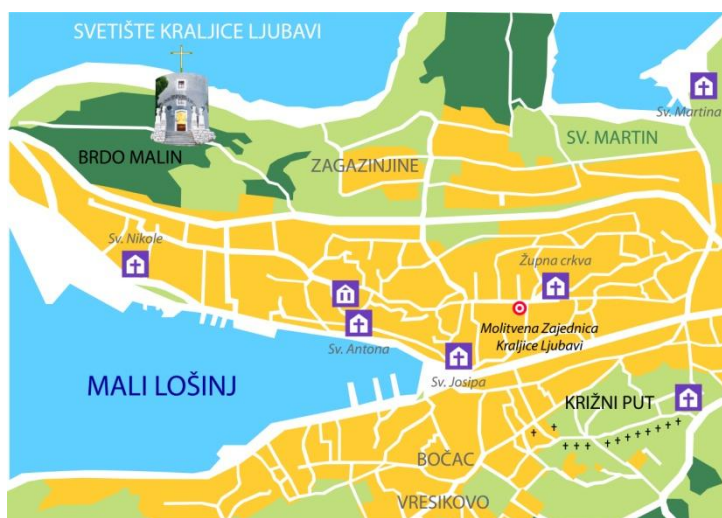 SVETIŠTE KRALJICE LJUBAVI
Sv. Martina
SV. MARTIN
BRDO MALIN
ZAGAZINJINE
Sv. Nikole
Župna crkva
Molitvena Zajednica
Kraljice Ljubavi
Sv. Antona
Sv. Josipa
MALI LOŠINJ
KRIŽNI PUT
BOČAC
VRESIKOVO